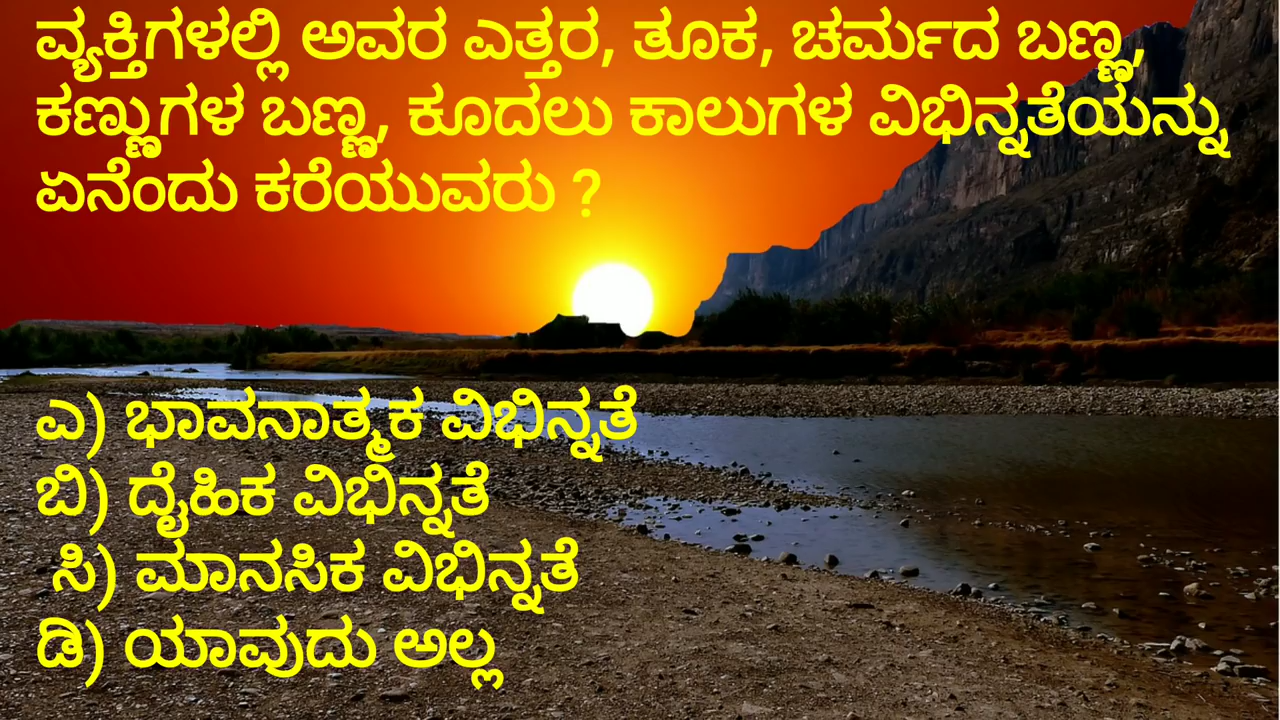 ವ್ಯಕ್ತಿಗಳಲ್ಲಿ ಅವರ ಎತ್ತರ, ತೂಕ, ಚರ್ಮದ ಬಣ್ಣ,
ಕಣ್ಣುಗಳ ಬಣ್ಣ, ಕೂದಲು ಕಾಲುಗಳ ವಿಭಿನ್ನತೆಯನ್ನು
ಏನೆಂದು ಕರೆಯುವರು ?
ಎ) ಭಾವನಾತ್ಮಕ ವಿಭಿನ್ನತೆ
ಬಿ) ದೈಹಿಕ ವಿಭಿನ್ನತೆ
ಸಿ) ಮಾನಸಿಕ ವಿಭಿನ್ನತೆ
ಡಿ) ಯಾವುದು ಅಲ್ಲ